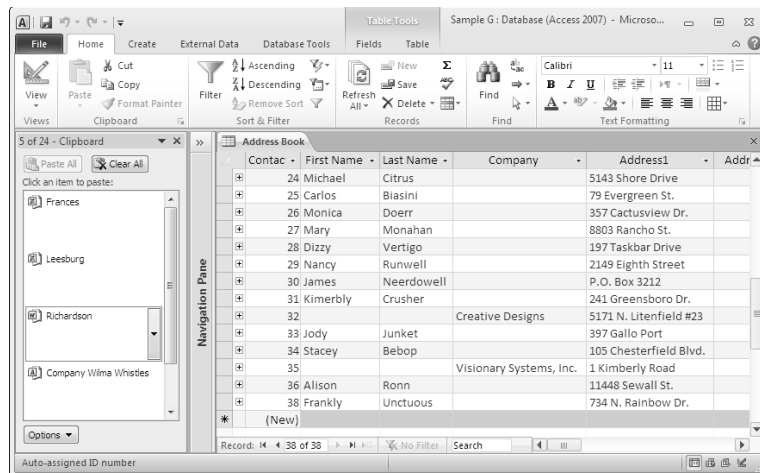 Table Tools
Sample G : Database (Access 2007) - Microso...
File Home Create External Data Database Tools Fields Table
View
Views
Paste
Cut
Copy
Format Painter
Clipboard
Filter
Ascending
Descending
Remove Sort
Sort & Filter
Refresh All
New
Save
Delete
Records
Find
Find
Calibri 11
B I U
A
Text Formatting
5 of 24 - Clipboard
Paste All Clear All
Click an item to paste:
Frances
Leesburg
Richardson
Company Wilma Whistles
Options
Navigation Pane
Address Book
Contac First Name Last Name Company Address1 Addr
24 Michael Citrus 5143 Shore Drive
25 Carlos Biasini 79 Evergreen St.
26 Monica Doerr 357 Cactusview Dr.
27 Mary Monahan 8803 Rancho St.
28 Dizzy Vertigo 197 Taskbar Drive
29 Nancy Runwell 2149 Eighth Street
30 James Neerdowell P.O. Box 3212
31 Kimerbly Crusher 241 Greensboro Dr.
32 Creative Designs 5171 N. Litenfield #23
33 Jody Junket 397 Gallo Port
34 Stacey Bebop 105 Chesterfield Blvd.
35 Visionary Systems, Inc. 1 Kimberly Road
36 Alison Ronn 11448 Sewall St.
38 Frankly Unctuous 734 N. Rainbow Dr.
(New)
Record: 38 of 38 No Filter Search
Auto-assigned ID number